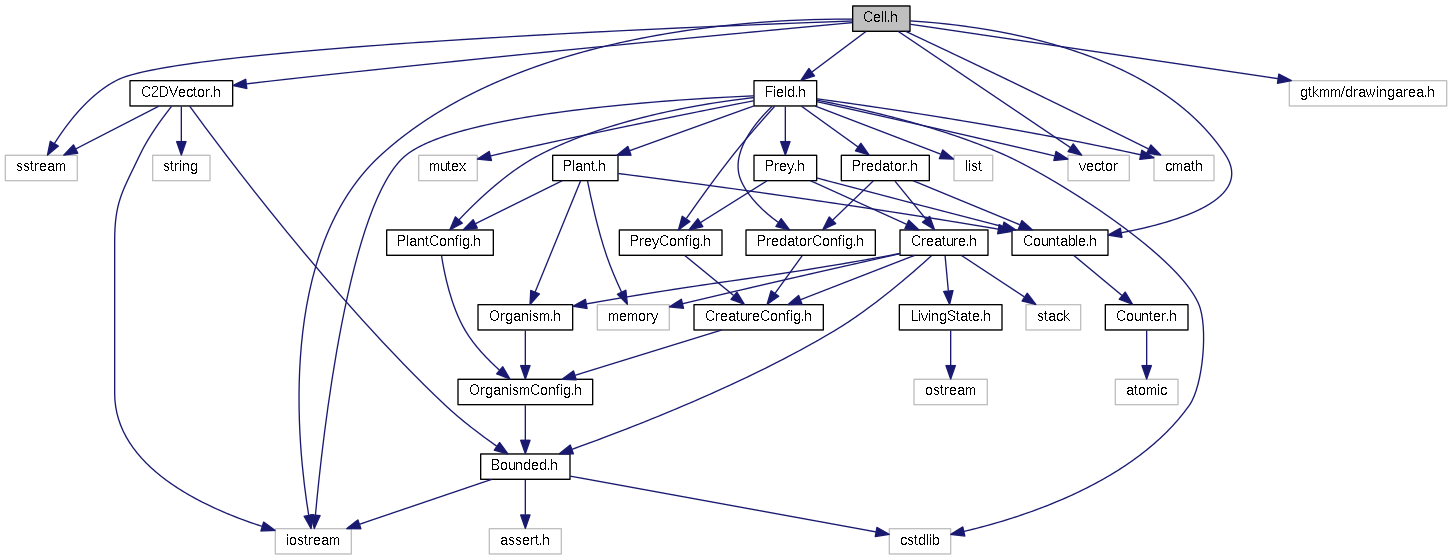 Cell.h
C2DVector.h
Field.h
gtkmm/drawingarea.h
sstream
string
mutex
Plant.h
Prey.h
Predator.h
list
vector
cmath
PlantConfig.h
PreyConfig.h
PredatorConfig.h
Creature.h
Countable.h
Organism.h
memory
CreatureConfig.h
LivingState.h
stack
Counter.h
OrganismConfig.h
ostream
atomic
Bounded.h
iostream
assert.h
cstdlib